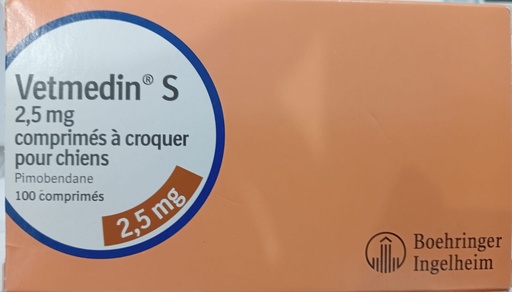 Vetmedin® S
2,5 mg
comprimés à croquer
pour chiens
Pimobendane
100 comprimés
2,5 mg
Boehringer
Ingelheim